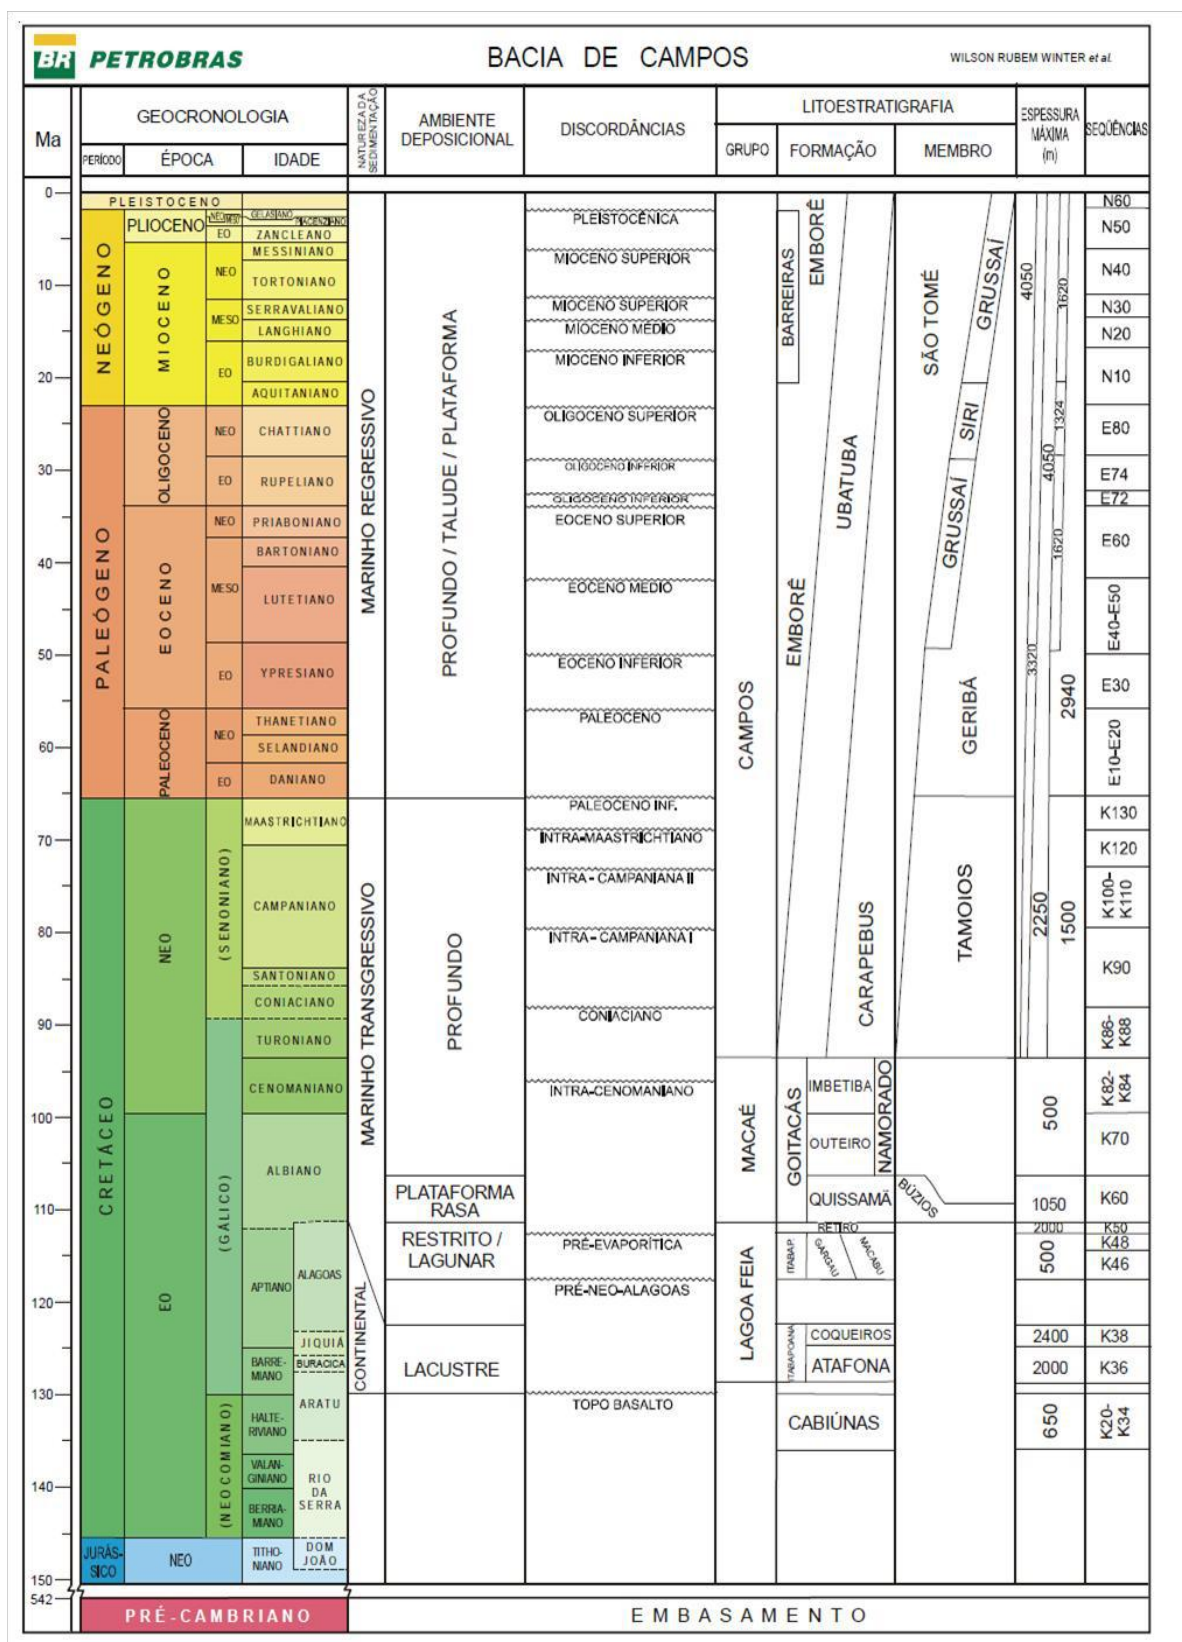 BR PETROBRAS
BACIA DE CAMPOS
WILSON RUBEM WINTER et al.
Ma
GEOCRONOLOGIA
PERÍODO
ÉPOCA
IDADE
NATUREZA DA
SEDIMENTAÇÃO
AMBIENTE
DEPOSICIONAL
DISCORDÂNCIAS
LITOESTRATIGRAFIA
GRUPO
FORMAÇÃO
MEMBRO
ESPESSURA
MÁXIMA
(m)
SEQÜÊNCIAS
0
10
20
30
40
50
60
70
80
90
100
110
120
130
140
150
542
NEÓGENO
PALEÓGENO
CRETÁCEO
JURÁS-
SICO
PLEISTOCENO
PLIOCENO
MIOCENO
OLIGOCENO
EOCENO
PALEOCENO
NEO
EO
NEO
EO
NEO
MESO
EO
NEO
EO
NEO
MESO
EO
NEO
EO
(SENONIANO)
(GÁLICO)
(NEOCOMIANO)
GELASIANO
PIACENZIANO
ZANCLEANO
MESSINIANO
TORTONIANO
SERRAVALIANO
LANGHIANO
BURDIGALIANO
AQUITANIANO
CHATTIANO
RUPELIANO
PRIABONIANO
BARTONIANO
LUTETIANO
YPRESIANO
THANETIANO
SELANDIANO
DANIANO
MAASTRICHTIANO
CAMPANIANO
SANTONIANO
CONIACIANO
TURONIANO
CENOMANIANO
ALBIANO
APTIANO
BARRE-
MIANO
HALTE-
RIVIANO
VALAN-
GINIANO
BERRIA-
MIANO
TITHO-
NIANO
ALAGOAS
JIQUIÁ
BURACICA
ARATU
RIO
DA
SERRA
DOM
JOÃO
NEO
MARINHO REGRESSIVO
MARINHO TRANSGRESSIVO
CONTINENTAL
PROFUNDO / TALUDE / PLATAFORMA
PROFUNDO
PLATAFORMA
RASA
RESTRITO /
LAGUNAR
LACUSTRE
PLEISTOCÊNICA
MIOCENO SUPERIOR
MIOCENO SUPERIOR
MIOCENO MÉDIO
MIOCENO INFERIOR
OLIGOCENO SUPERIOR
OLIGOCENO INFERIOR
OLIGOCENO INFERIOR
EOCENO SUPERIOR
EOCENO MÉDIO
EOCENO INFERIOR
PALEOCENO
PALEOCENO INF.
INTRA-MAASTRICHTIANO
INTRA - CAMPANIANA II
INTRA - CAMPANIANA I
CONIACIANO
INTRA-CENOMANIANO
PRÉ-EVAPORÍTICA
PRÉ-NEO-ALAGOAS
TOPO BASALTO
CAMPOS
MACAÉ
LAGOA FEIA
BARREIRAS
EMBORÊ
EMBORÊ
UBATUBA
CARAPEBUS
GOITACÁS
IMBETIBA
OUTEIRO
NAMORADO
QUISSAMÃ
BÚZIOS
RETIRO
ITABAP.
GARGAÚ
MACABU
ITABAPOANA
COQUEIROS
ATAFONA
CABIÚNAS
SÃO TOMÉ
GRUSSAÍ
SIRI
GRUSSAÍ
GERIBÁ
TAMOIOS
4050
1620
1324
4050
1620
3320
2940
2250
1500
500
1050
2000
500
2400
2000
650
N60
N50
N40
N30
N20
N10
E80
E74
E72
E60
E40-E50
E30
E10-E20
K130
K120
K100-
K110
K90
K86-
K88
K82-
K84
K70
K60
K50
K48
K46
K38
K36
K20-
K34
PRÉ-CAMBRIANO
EMBASAMENTO